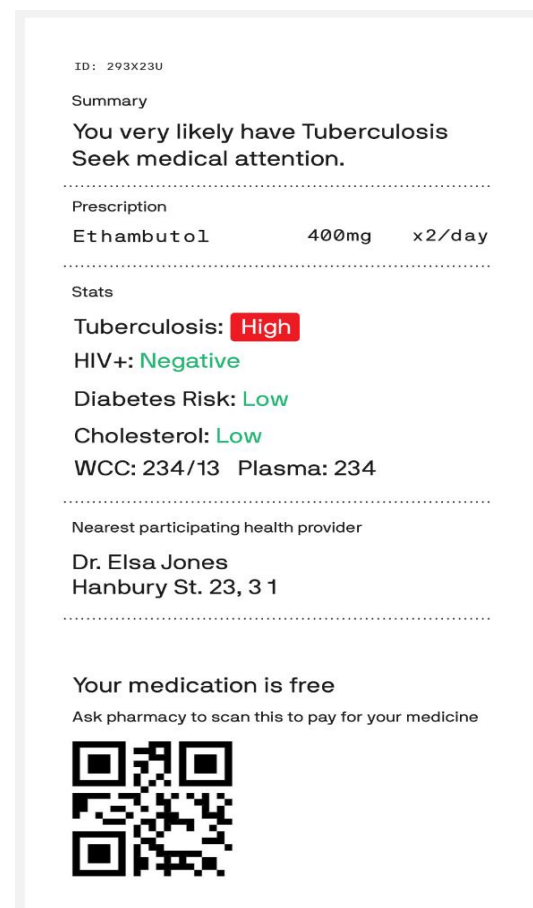 ID: 293X23U
Summary
You very likely have Tuberculosis
Seek medical attention.
Prescription
Ethambutol 400mg x2/day
Stats
Tuberculosis: High
HIV+: Negative
Diabetes Risk: Low
Cholesterol: Low
WCC: 234/13 Plasma: 234
Nearest participating health provider
Dr. Elsa Jones
Hanbury St. 23, 3 1
Your medication is free
Ask pharmacy to scan this to pay for your medicine